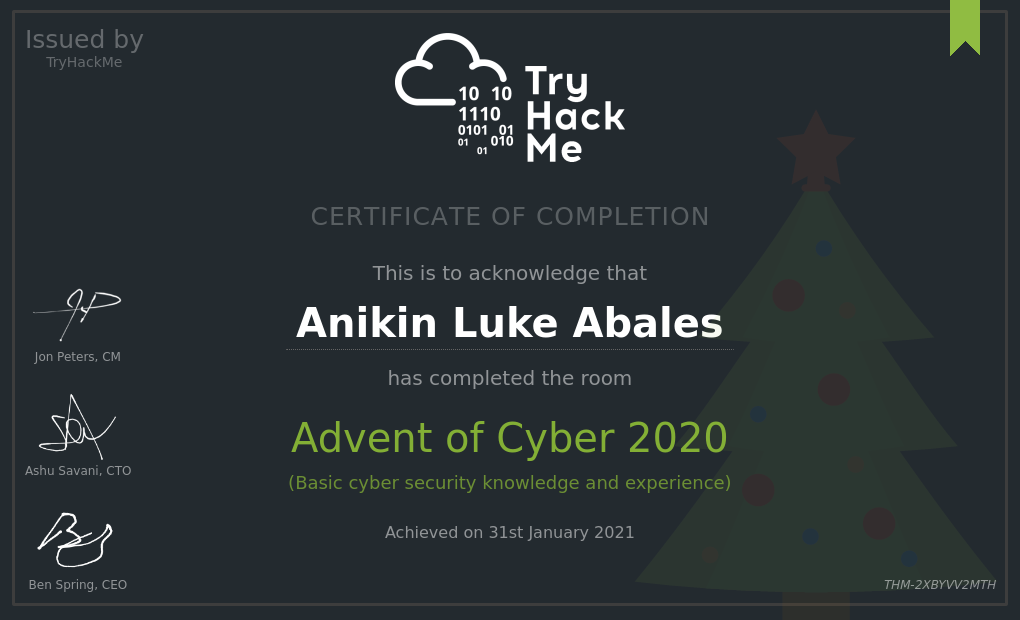 Issued by
TryHackMe
10 10
1110
0101 01
01 010
01
Try
Hack
Me
CERTIFICATE OF COMPLETION
This is to acknowledge that
Anikin Luke Abales
has completed the room
Advent of Cyber 2020
(Basic cyber security knowledge and experience)
Achieved on 31st January 2021
Jon Peters, CM
Ashu Savani, CTO
Ben Spring, CEO
THM-2XBYVV2MTH